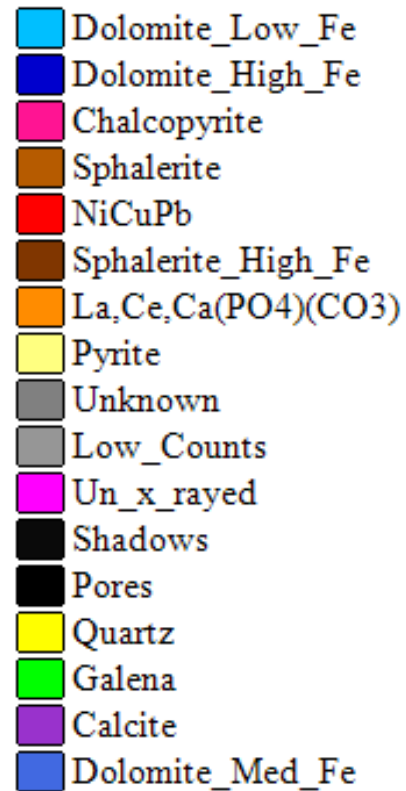 Dolomite_Low_Fe
Dolomite_High_Fe
Chalcopyrite
Sphalerite
NiCuPb
Sphalerite_High_Fe
La,Ce,Ca(PO4)(CO3)
Pyrite
Unknown
Low_Counts
Un_x_rayed
Shadows
Pores
Quartz
Galena
Calcite
Dolomite_Med_Fe